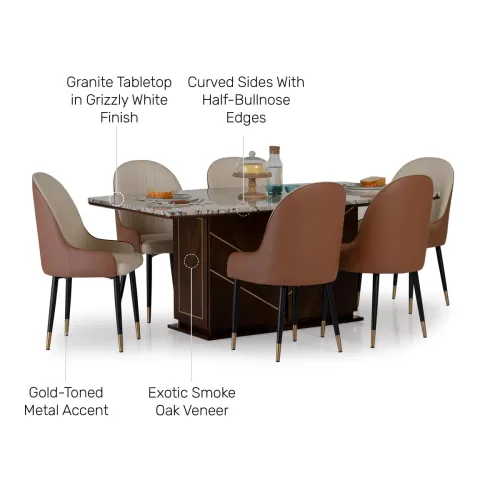 Granite Tabletop
in Grizzly White
Finish
Curved Sides With
Half-Bullnose
Edges
Gold-Toned
Metal Accent
Exotic Smoke
Oak Veneer